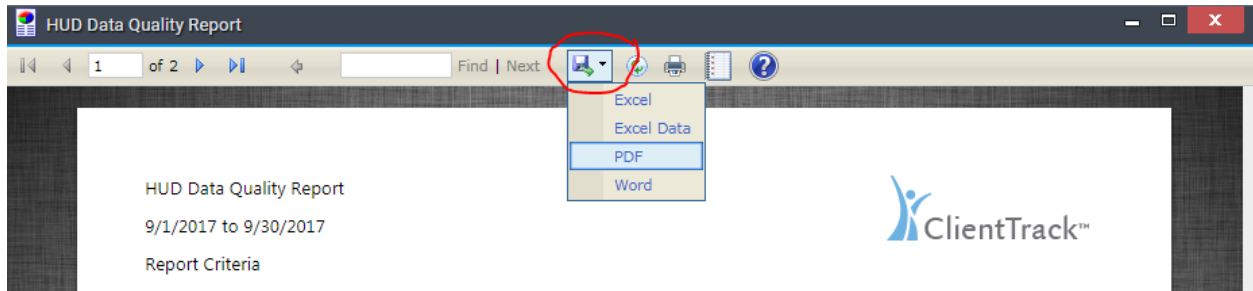 HUD Data Quality Report
1 of 2 Find | Next
Excel
Excel Data
PDF
Word
HUD Data Quality Report
9/1/2017 to 9/30/2017
Report Criteria
ClientTrack™